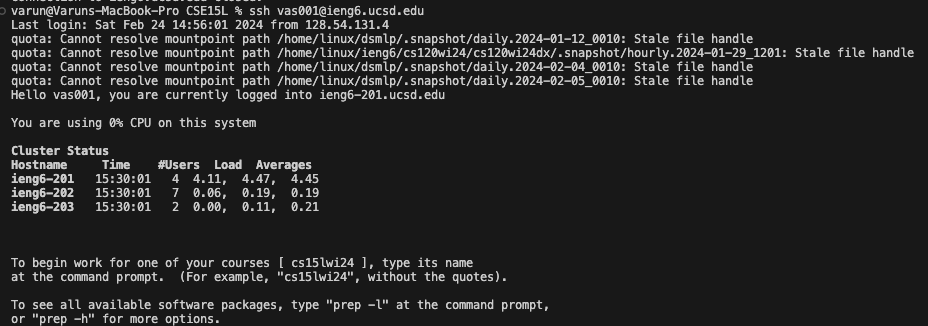 varun@Varuns-MacBook-Pro CSE15L % ssh vas001@ieng6.ucsd.edu
Last login: Sat Feb 24 14:56:01 2024 from 128.54.131.4
quota: Cannot resolve mountpoint path /home/linux/dsmlp/.snapshot/daily.2024-01-12_0010: Stale file handle
quota: Cannot resolve mountpoint path /home/linux/ieng6/cs120wi24/cs120wi24dx/.snapshot/hourly.2024-01-29_1201: Stale file handle
quota: Cannot resolve mountpoint path /home/linux/dsmlp/.snapshot/daily.2024-02-04_0010: Stale file handle
quota: Cannot resolve mountpoint path /home/linux/dsmlp/.snapshot/daily.2024-02-05_0010: Stale file handle
Hello vas001, you are currently logged into ieng6-201.ucsd.edu
You are using 0% CPU on this system
Cluster Status
Hostname     Time    #Users  Load  Averages
ieng6-201   15:30:01   4  4.11,  4.47,  4.45
ieng6-202   15:30:01   7  0.06,  0.19,  0.19
ieng6-203   15:30:01   2  0.00,  0.11,  0.21
To begin work for one of your courses [ cs15lwi24 ], type its name
at the command prompt.  (For example, "cs15lwi24", without the quotes).
To see all available software packages, type "prep -l" at the command prompt,
or "prep -h" for more options.